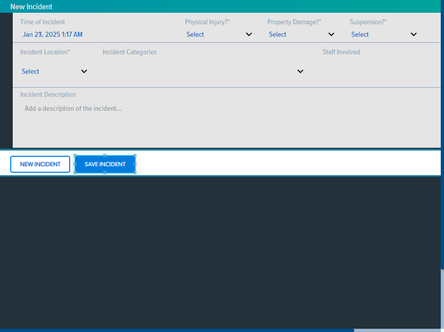 New Incident
Time of Incident Physical Injury?* Property Damage?* Suspension?*
Jan 23, 2025 1:17 AM Select Select Select
Incident Location* Incident Categories Staff Involved
Select
Incident Description
Add a description of the incident...
NEW INCIDENT SAVE INCIDENT